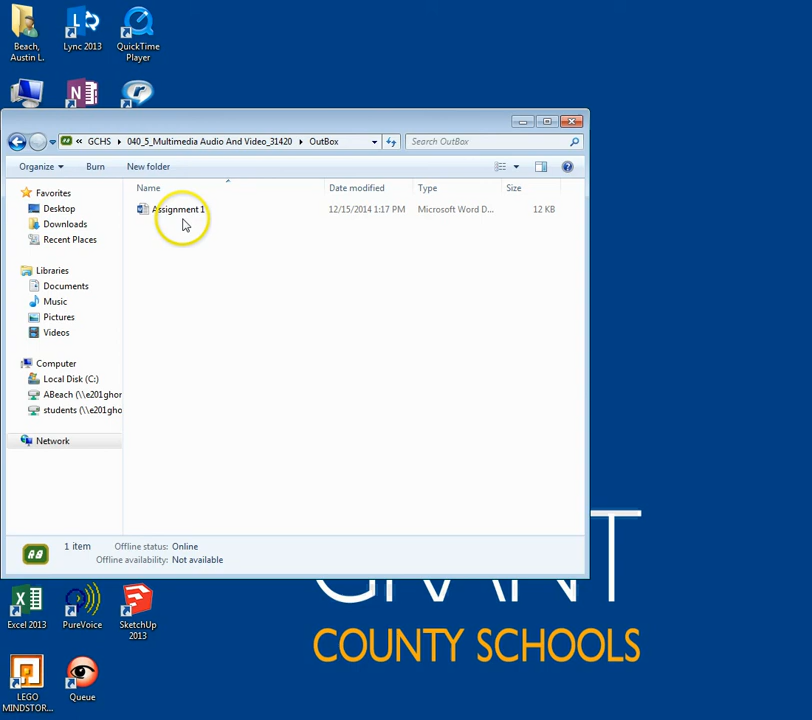 Beach, Austin L.
Lync 2013
QuickTime Player
« GCHS ▸ 040_5_Multimedia Audio And Video_31420 ▸ OutBox
Search OutBox
Organize
Burn
New folder
Name
Date modified
Type
Size
Assignment 1
12/15/2014 1:17 PM
Microsoft Word D...
12 KB
Favorites
Desktop
Downloads
Recent Places
Libraries
Documents
Music
Pictures
Videos
Computer
Local Disk (C:)
ABeach (\\e201ghor
students (\\e201gho
Network
1 item
Offline status: Online
Offline availability: Not available
COUNTY SCHOOLS
Excel 2013
PureVoice
SketchUp 2013
LEGO MINDSTOR...
Queue